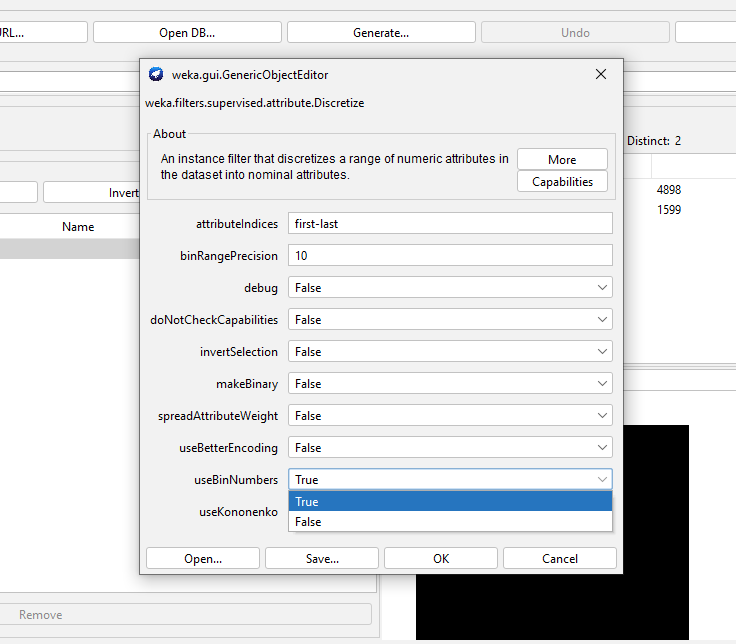 RL...
Open DB...
Generate...
Undo
weka.gui.GenericObjectEditor
weka.filters.supervised.attribute.Discretize
About
An instance filter that discretizes a range of numeric attributes in
the dataset into nominal attributes.
More
Capabilities
Distinct: 2
4898
1599
Invert
Name
attributeIndices first-last
binRangePrecision 10
debug False
doNotCheckCapabilities False
invertSelection False
makeBinary False
spreadAttributeWeight False
useBetterEncoding False
useBinNumbers True
True
False
useKononenko
Open... Save... OK Cancel
Remove